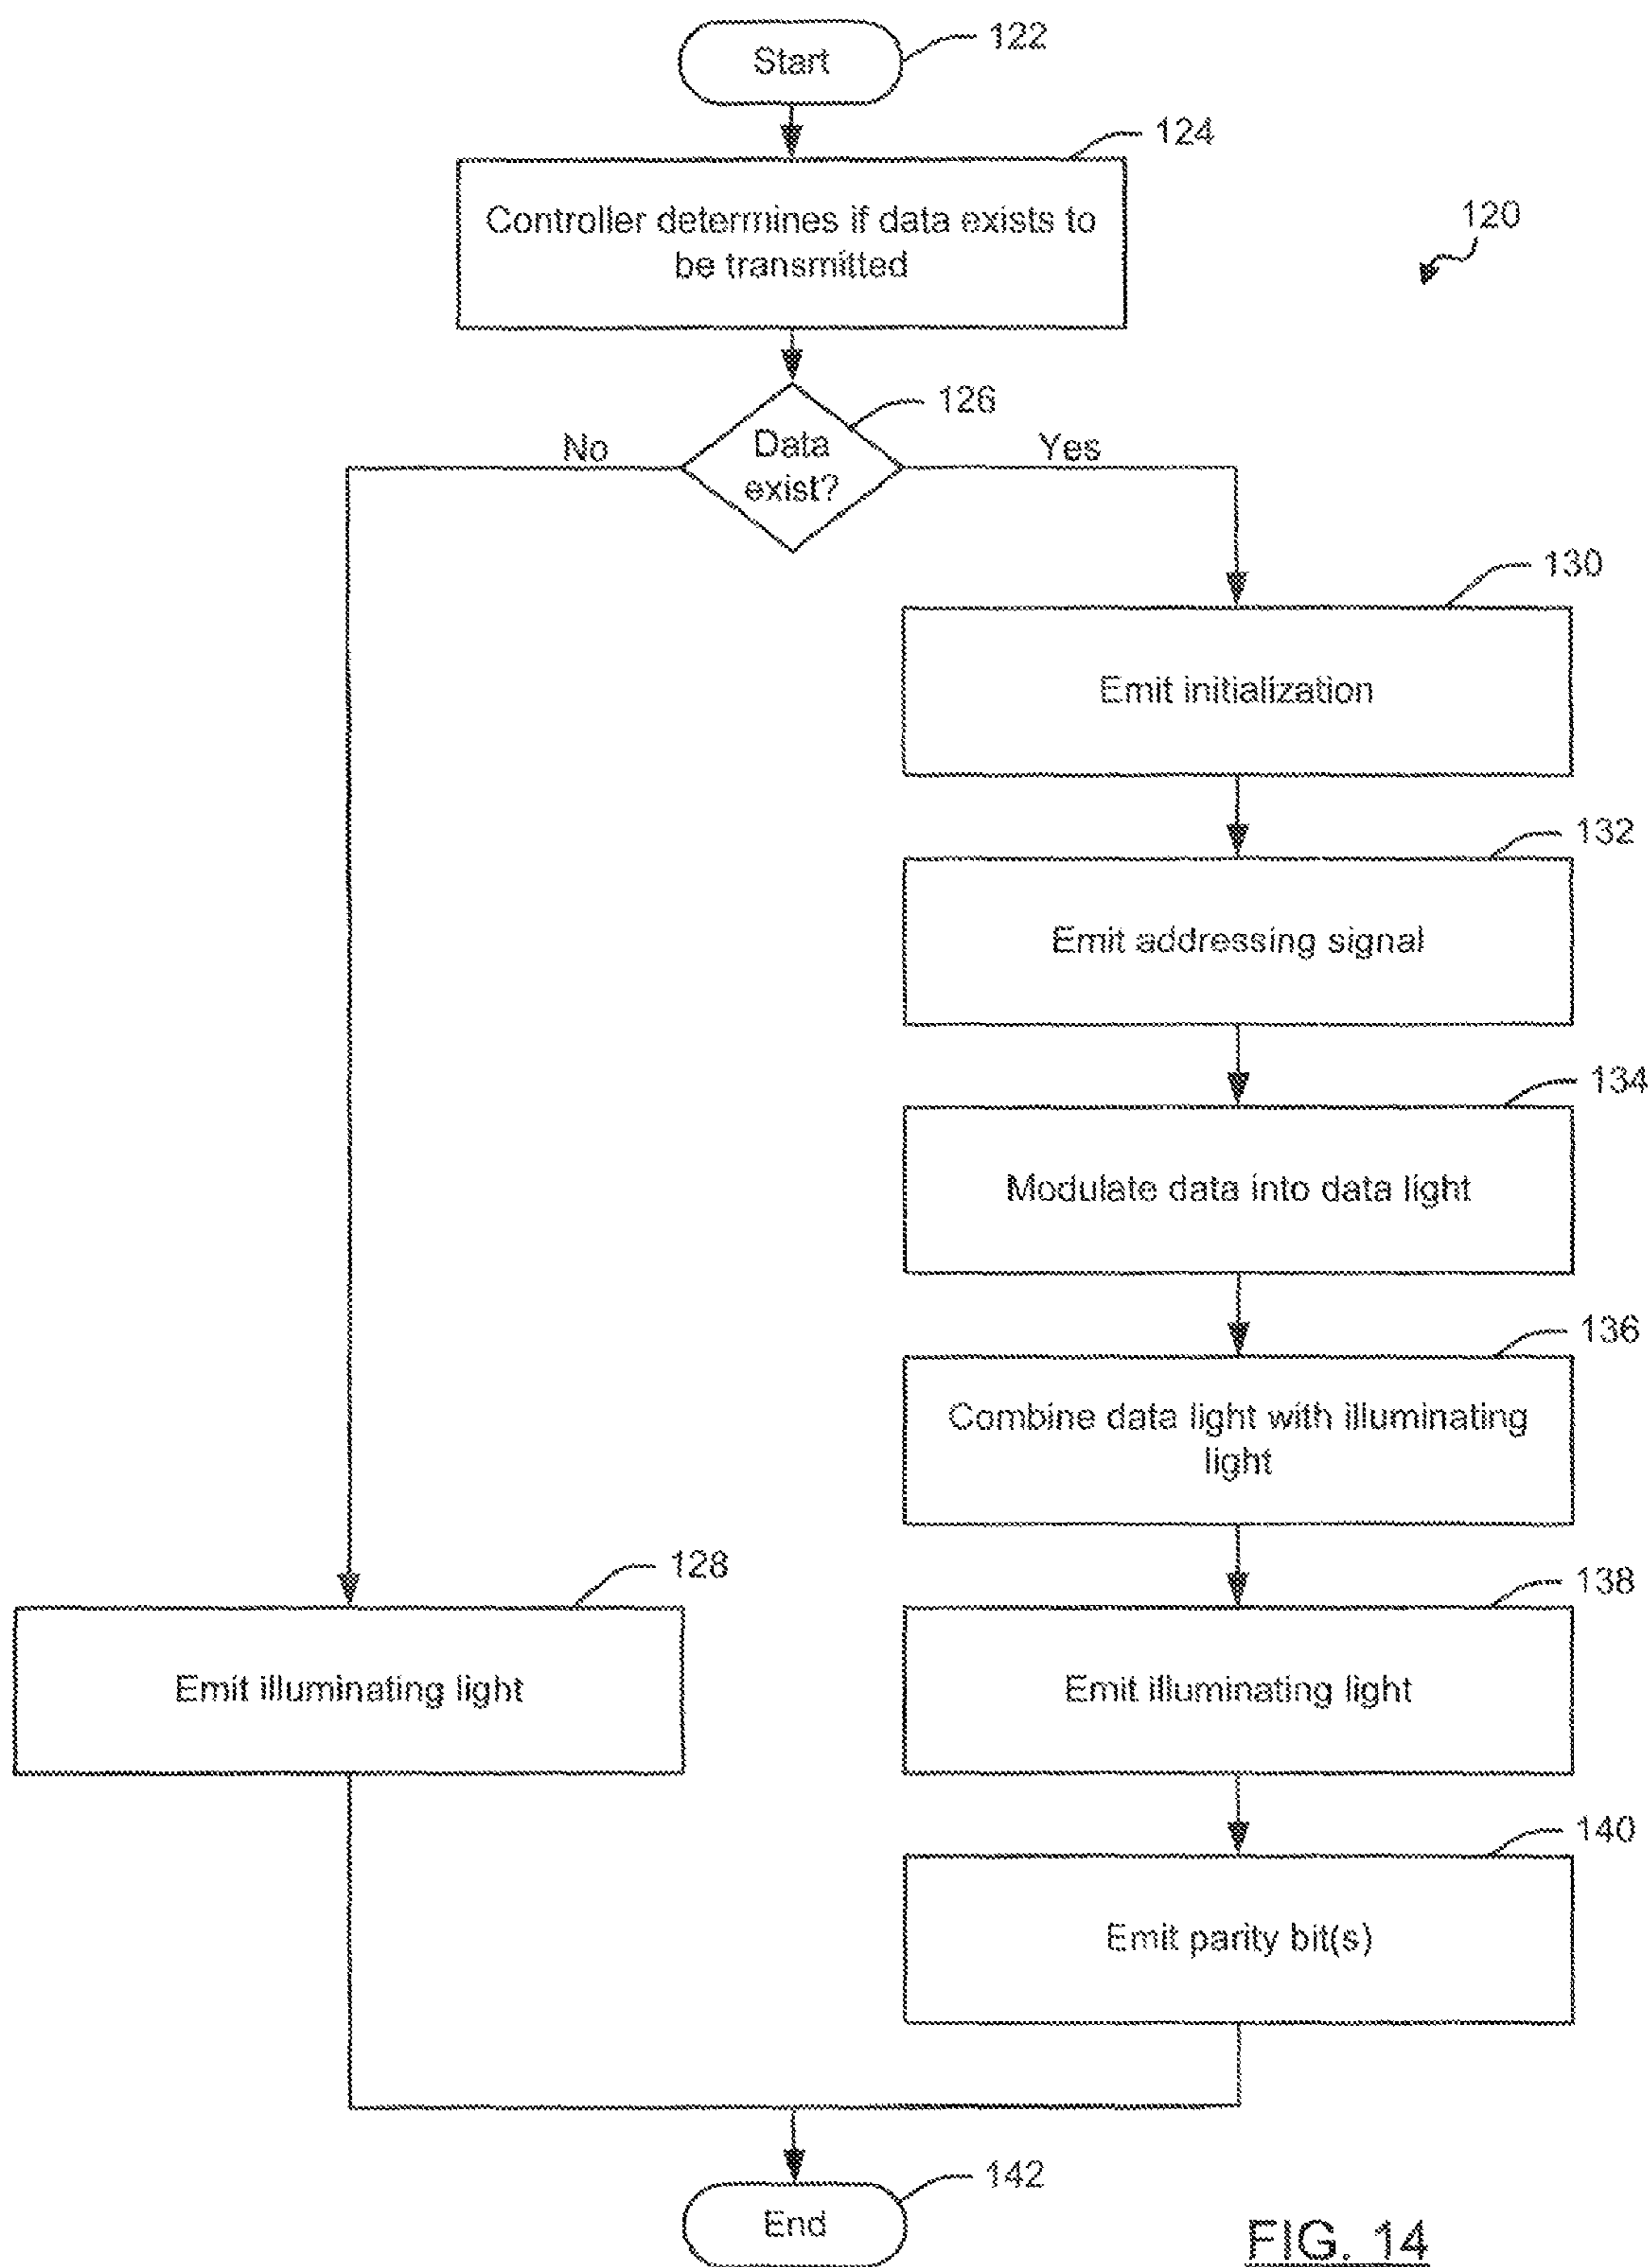 Start
122
124
Controller determines if data exists to
be transmitted
120
126
No
Data
exist?
Yes
130
Emit initialization
132
Emit addressing signal
134
Modulate data into data light
136
Combine data light with illuminating
light
128
138
Emit illuminating light
Emit illuminating light
140
Emit parity bit(s)
142
End
FIG. 14